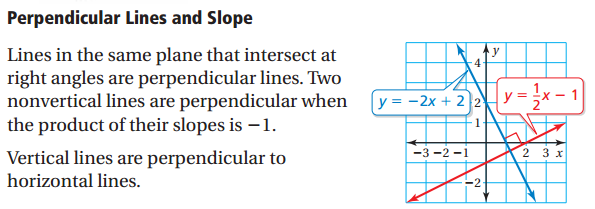 Perpendicular Lines and Slope
Lines in the same plane that intersect at
right angles are perpendicular lines. Two
nonvertical lines are perpendicular when
the product of their slopes is −1.
Vertical lines are perpendicular to
horizontal lines.
y
4
y = −2x + 2
2
y = 1/2x − 1
1
−3 −2 −1
2 3 x
−2